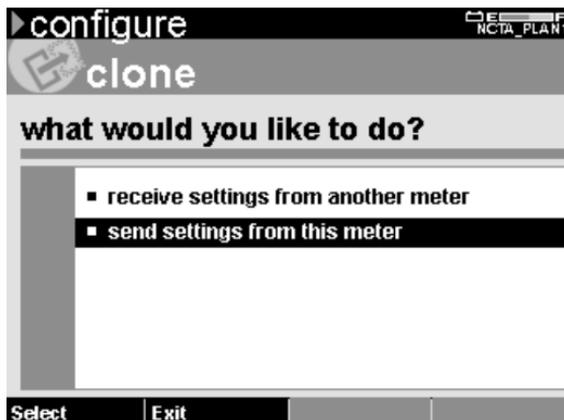 configure
E F
NCTA_PLAN1
clone
what would you like to do?
receive settings from another meter
send settings from this meter
Select Exit